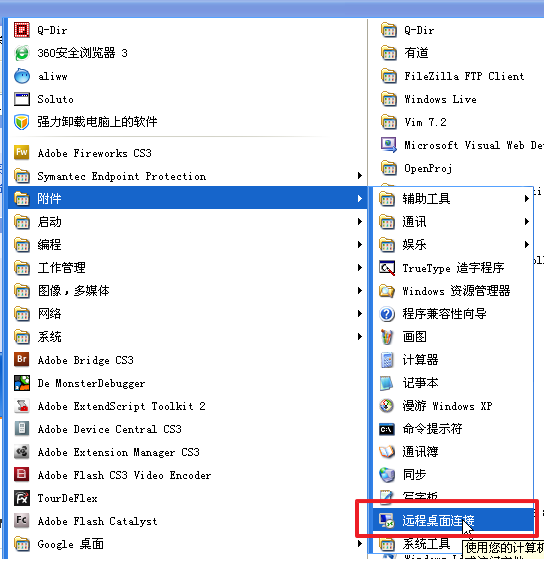 Q-Dir
360安全浏览器 3
aliww
Soluto
强力卸载电脑上的软件
Adobe Fireworks CS3
Symantec Endpoint Protection
附件
启动
编程
工作管理
图像，多媒体
网络
系统
Adobe Bridge CS3
De MonsterDebugger
Adobe ExtendScript Toolkit 2
Adobe Device Central CS3
Adobe Extension Manager CS3
Adobe Flash CS3 Video Encoder
TourDeFlex
Adobe Flash Catalyst
Google 桌面
Q-Dir
有道
FileZilla FTP Client
Windows Live
Vim 7.2
Microsoft Visual Web De
OpenProj
辅助工具
通讯
娱乐
TrueType 造字程序
Windows 资源管理器
程序兼容性向导
画图
计算器
记事本
漫游 Windows XP
命令提示符
通讯簿
同步
写字板
远程桌面连接
系统工具
使用您的计算机